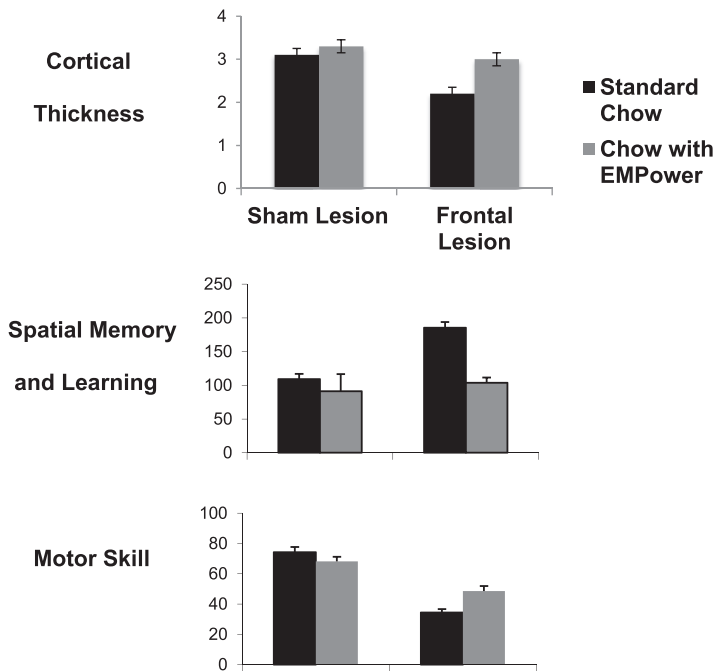 Cortical
Thickness
4
3
2
1
0
Sham Lesion
Frontal
Lesion
Standard
Chow
Chow with
EMPower
Spatial Memory
and Learning
250
200
150
100
50
0
Motor Skill
100
80
60
40
20
0